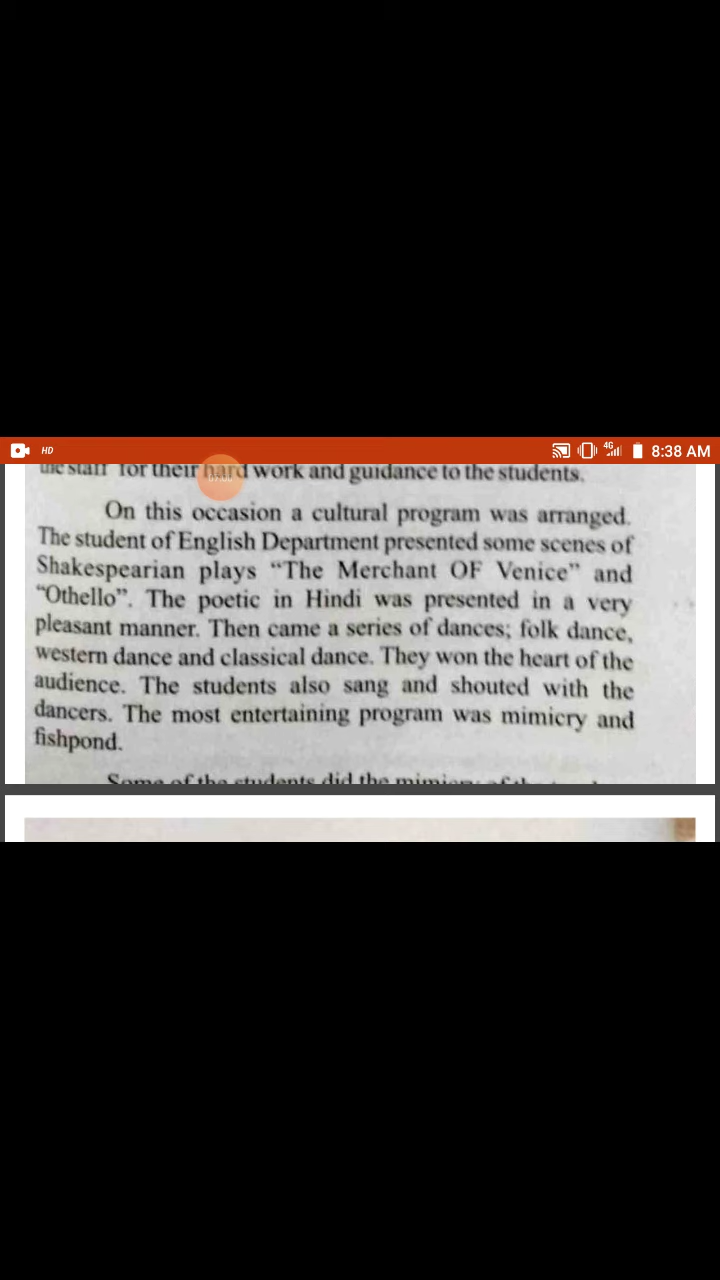 HD 4G 8:38 AM
the staff for their hard work and guidance to the students.
07:00
On this occasion a cultural program was arranged.
The student of English Department presented some scenes of
Shakespearian plays “The Merchant OF Venice” and
“Othello”. The poetic in Hindi was presented in a very
pleasant manner. Then came a series of dances; folk dance,
western dance and classical dance. They won the heart of the
audience. The students also sang and shouted with the
dancers. The most entertaining program was mimicry and
fishpond.
Some of the students did the mimicry of the